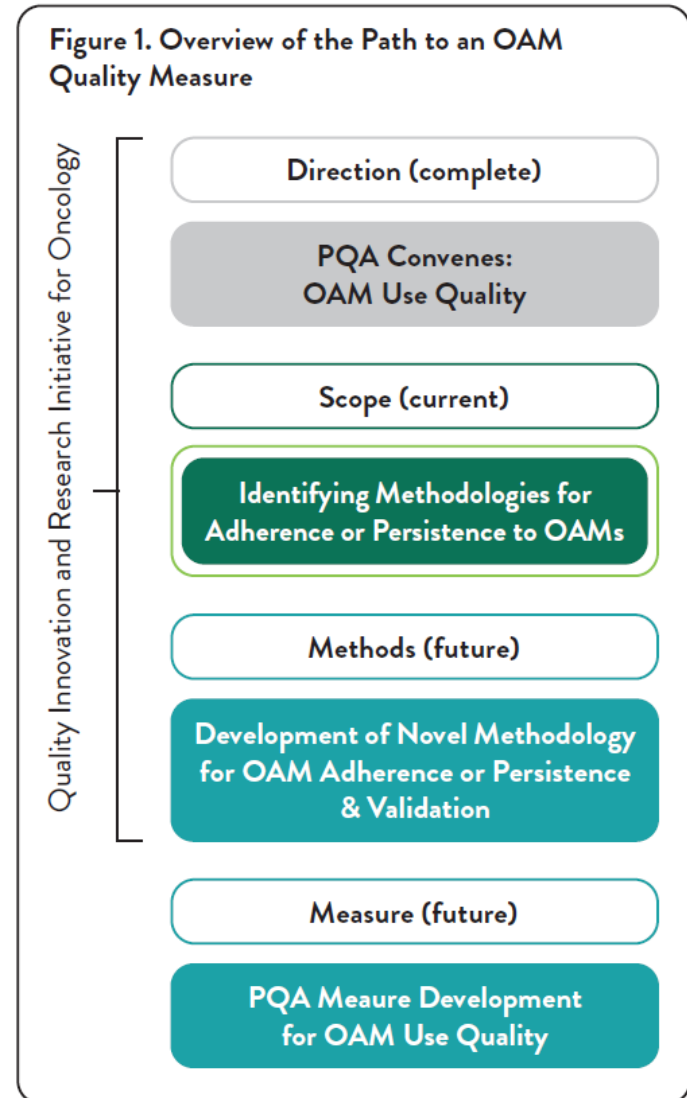 Figure 1. Overview of the Path to an OAM
Quality Measure
Quality Innovation and Research Initiative for Oncology
Direction (complete)
PQA Convenes:
OAM Use Quality
Scope (current)
Identifying Methodologies for
Adherence or Persistence to OAMs
Methods (future)
Development of Novel Methodology
for OAM Adherence or Persistence
& Validation
Measure (future)
PQA Meaure Development
for OAM Use Quality